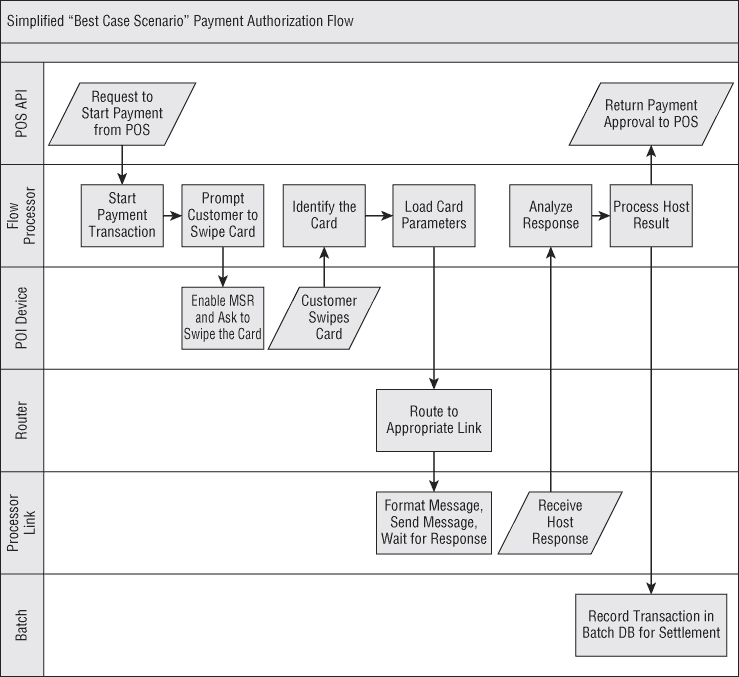 Simplified “Best Case Scenario” Payment Authorization Flow
POS API
Request to
Start Payment
from POS
Return Payment
Approval to POS
Flow
Processor
Start
Payment
Transaction
Prompt
Customer to
Swipe Card
Identify the
Card
Load Card
Parameters
Analyze
Response
Process Host
Result
POI Device
Enable MSR
and Ask to
Swipe the Card
Customer
Swipes
Card
Router
Route to
Appropriate Link
Processor
Link
Format Message,
Send Message,
Wait for Response
Receive
Host
Response
Batch
Record Transaction in
Batch DB for Settlement